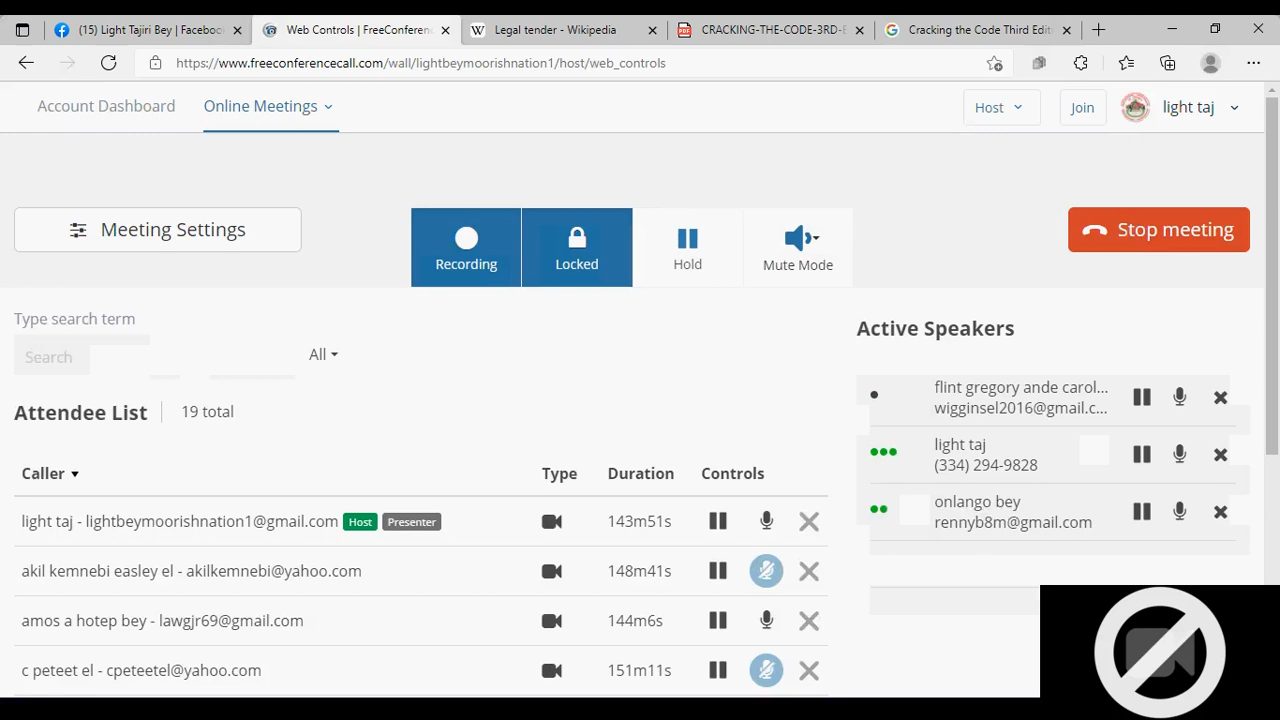 (15) Light Tajiri Bey | Faceboo
Web Controls | FreeConferen
Legal tender - Wikipedia
CRACKING-THE-CODE-3RD-E
Cracking the Code Third Edit
https://www.freeconferencecall.com/wall/lightbeymoorishnation1/host/web_controls
Account Dashboard
Online Meetings
Host
Join
light taj
Meeting Settings
Recording
Locked
Hold
Mute Mode
Stop meeting
Type search term
Search
All
Active Speakers
flint gregory ande carol...
wigginsel2016@gmail.c...
light taj
(334) 294-9828
onlango bey
rennyb8m@gmail.com
Attendee List
19 total
Caller Type Duration Controls
light taj - lightbeymoorishnation1@gmail.com Host Presenter 143m51s
akil kemnebi easley el - akilkemnebi@yahoo.com 148m41s
amos a hotep bey - lawgjr69@gmail.com 144m6s
c peteet el - cpeteetel@yahoo.com 151m11s